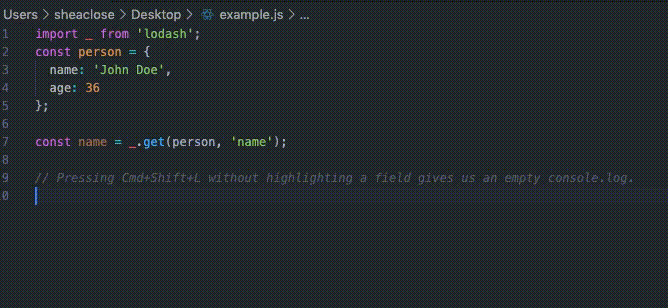 Users > sheaclose > Desktop > example.js > ...
1 import _ from 'lodash';
2 const person = {
3 name: 'John Doe',
4 age: 36
5 };
6
7 const name = _.get(person, 'name');
8
9 // Pressing Cmd+Shift+L without highlighting a field gives us an empty console.log.
0